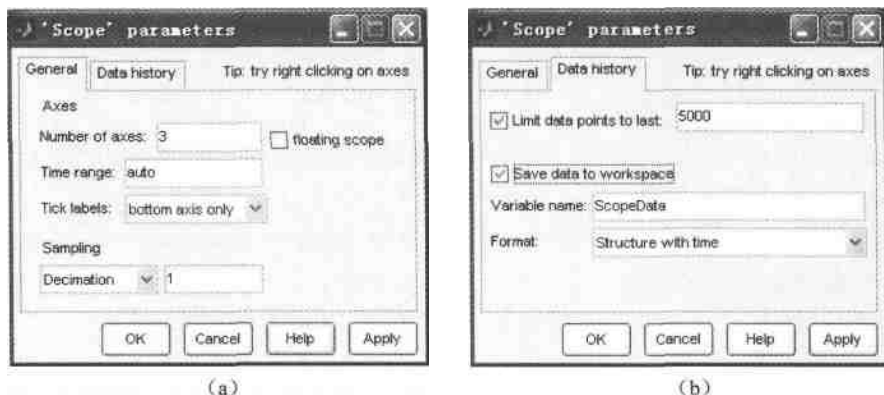 'Scope' parameters
General Data history Tip: try right clicking on axes
Axes
Number of axes: 3 floating scope
Time range: auto
Tick labels: bottom axis only
Sampling
Decimation 1
OK Cancel Help Apply
(a)
'Scope' parameters
General Data history Tip: try right clicking on axes
Limit data points to last: 5000
Save data to workspace
Variable name: ScopeData
Format: Structure with time
OK Cancel Help Apply
(b)